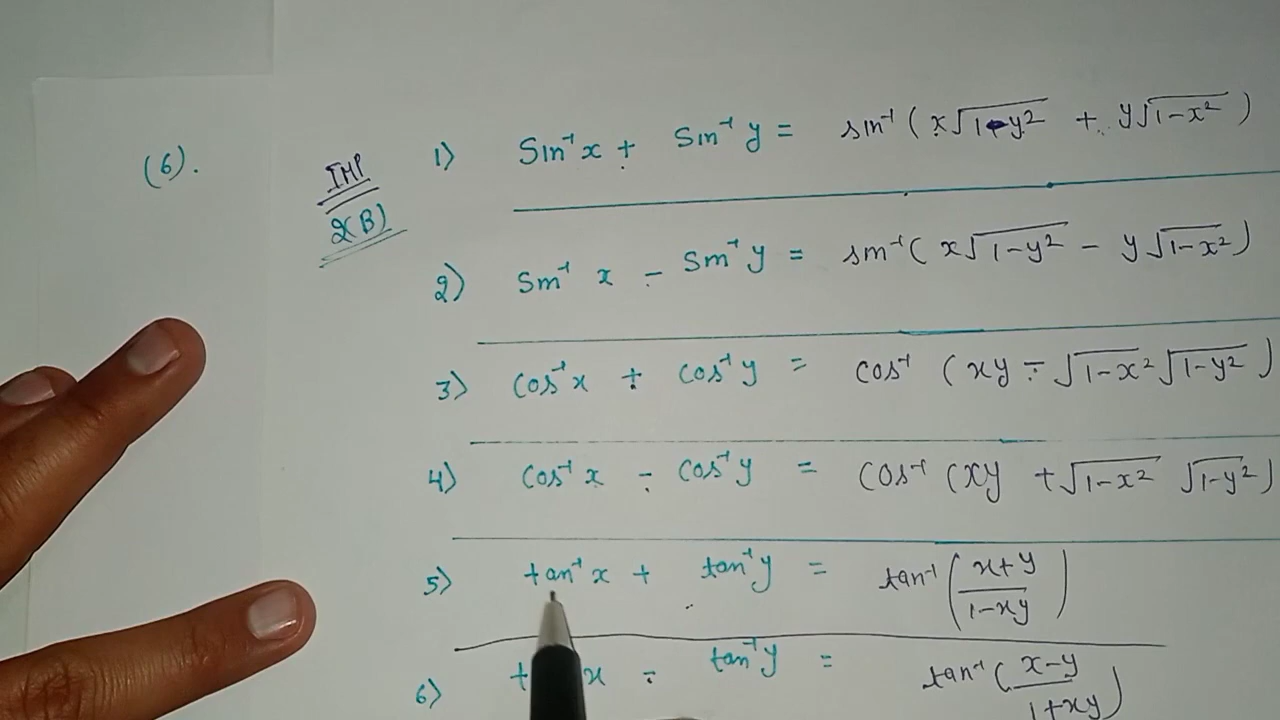 (6).
IMP
2(B)
1) Sin⁻¹x + Sin⁻¹y = sin⁻¹(x√1-y² + y√1-x²)
2) Sin⁻¹ x - Sin⁻¹y = sin⁻¹(x√1-y² - y√1-x²)
3) Cos⁻¹x + cos⁻¹y = cos⁻¹ (xy - √1-x² √1-y²)
4) Cos⁻¹x - cos⁻¹y = cos⁻¹ (xy + √1-x² √1-y²)
5) tan⁻¹x + tan⁻¹y = tan⁻¹(x+y / 1-xy)
6) t x - tan⁻¹y = tan⁻¹(x-y / 1+xy)